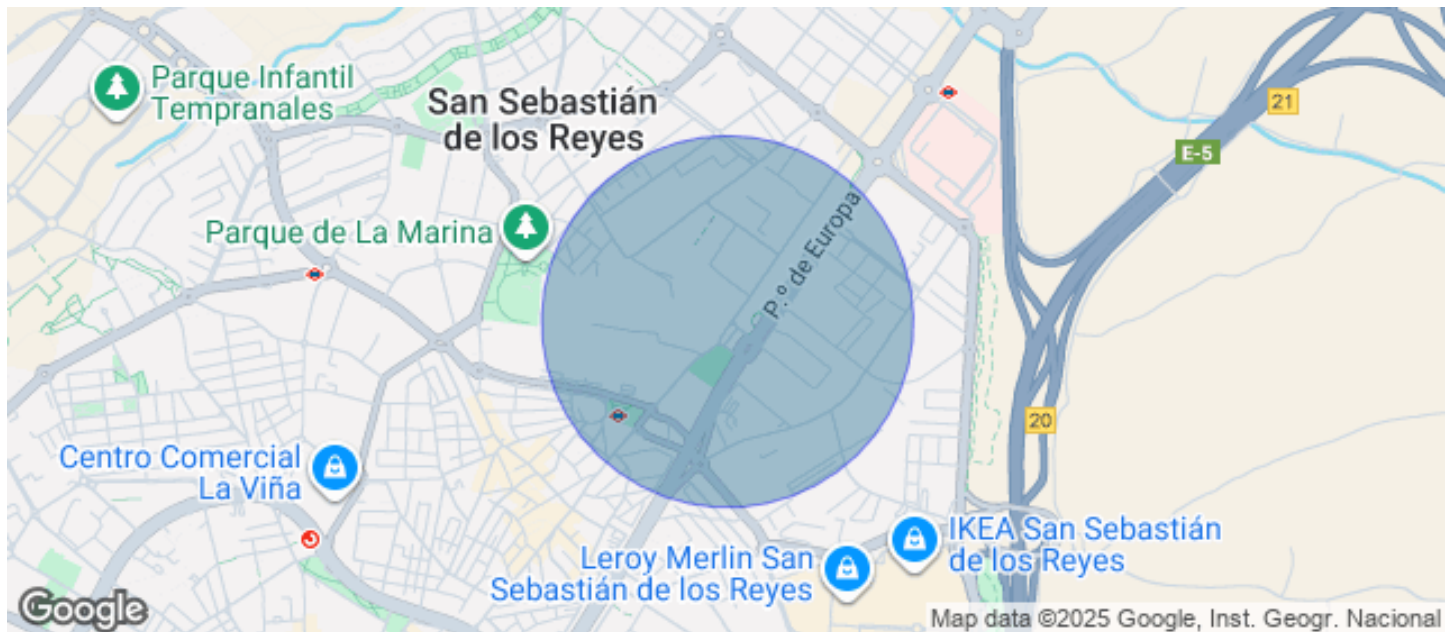 Parque Infantil
Tempranales
San Sebastián
de los Reyes
21
E-5
Parque de La Marina
P.º de Europa
20
Centro Comercial
La Viña
IKEA San Sebastián
de los Reyes
Leroy Merlin San
Sebastián de los Reyes
Google
Map data ©2025 Google, Inst. Geogr. Nacional